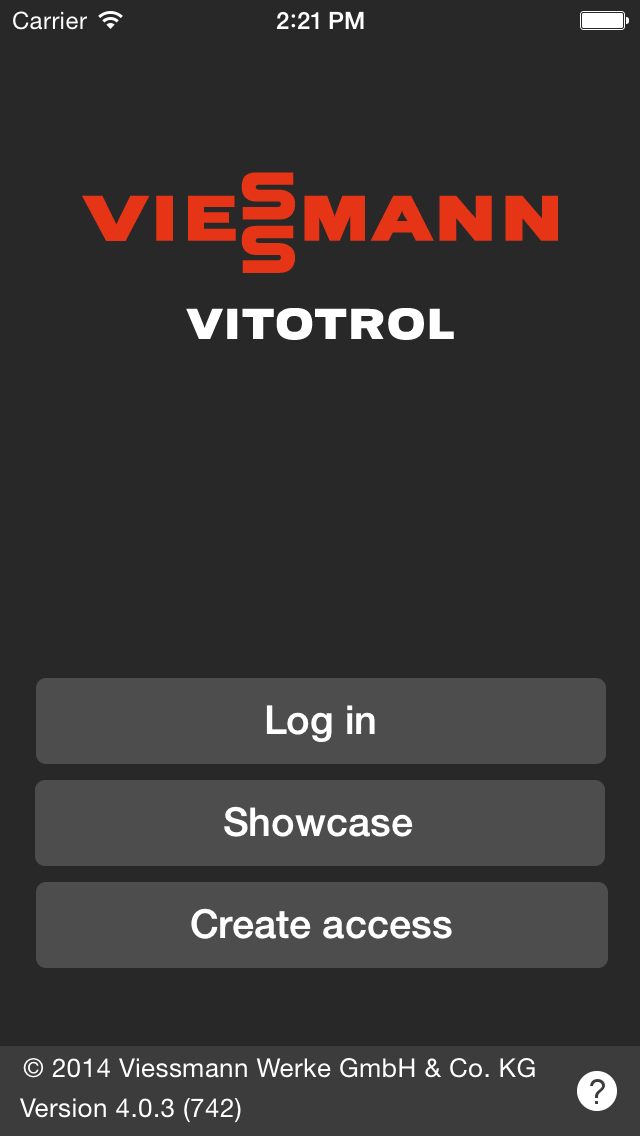 Carrier 2:21 PM
VIESSMANN
VITOTROL
Log in
Showcase
Create access
© 2014 Viessmann Werke GmbH & Co. KG
Version 4.0.3 (742)
?